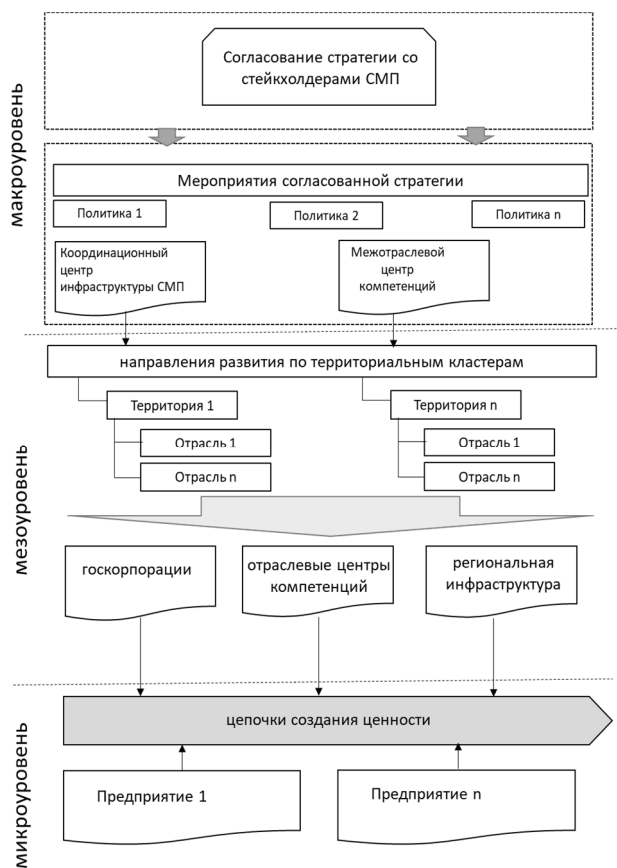 макроуровень
Согласование стратегии со
стейкхолдерами СМП
Мероприятия согласованной стратегии
Политика 1
Политика 2
Политика n
Координационный
центр
инфраструктуры СМП
Межотраслевой
центр
компетенций
мезоуровень
направления развития по территориальным кластерам
Территория 1
Территория n
Отрасль 1
Отрасль 1
Отрасль n
Отрасль n
госкорпорации
отраслевые центры
компетенций
региональная
инфраструктура
микроуровень
цепочки создания ценности
Предприятие 1
Предприятие n